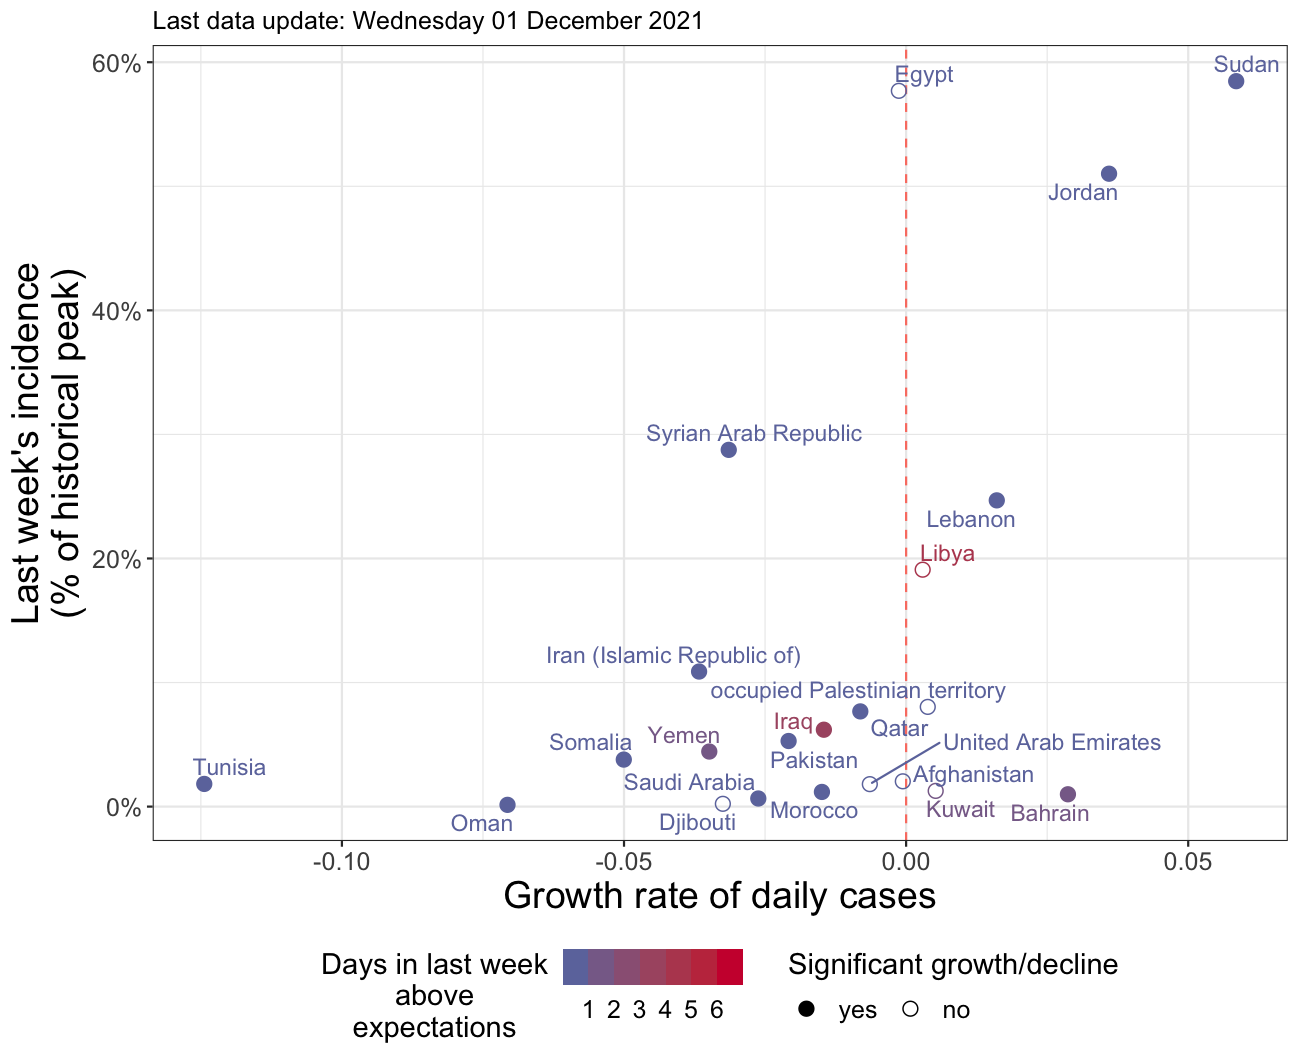 Last data update: Wednesday 01 December 2021
60%
40%
20%
0%
Last week's incidence
(% of historical peak)
Egypt
Sudan
Jordan
Syrian Arab Republic
Lebanon
Libya
Iran (Islamic Republic of)
occupied Palestinian territory
Iraq
Qatar
Yemen
Somalia
United Arab Emirates
Pakistan
Tunisia
Afghanistan
Saudi Arabia
Kuwait
Bahrain
Morocco
Oman
Djibouti
-0.10
-0.05
0.00
0.05
Growth rate of daily cases
Days in last week
above
expectations
1 2 3 4 5 6
Significant growth/decline
yes
no